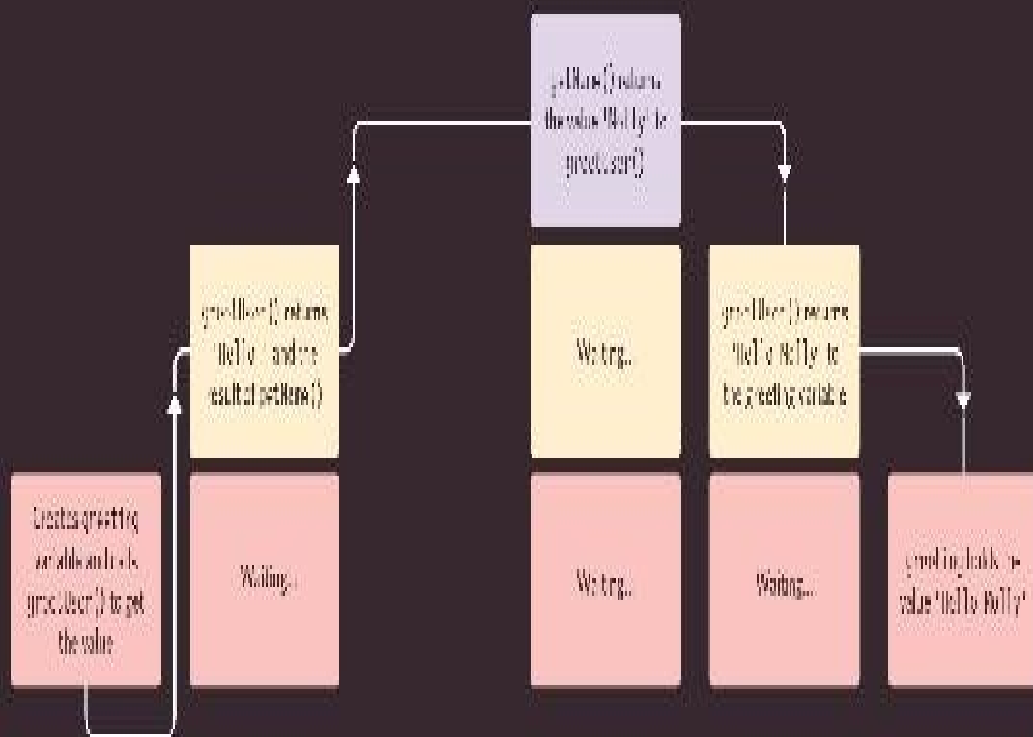 getName() returns
the value 'Molly' to
greetUser()
greetUser() returns
'Hello ' and the
result of getName()
Waiting...
greetUser() returns
'Hello Molly' to
the greeting variable
Creates greeting
variable and calls
greetUser() to get
the value
Waiting...
Waiting...
Waiting...
greeting holds the
value 'Hello Molly'